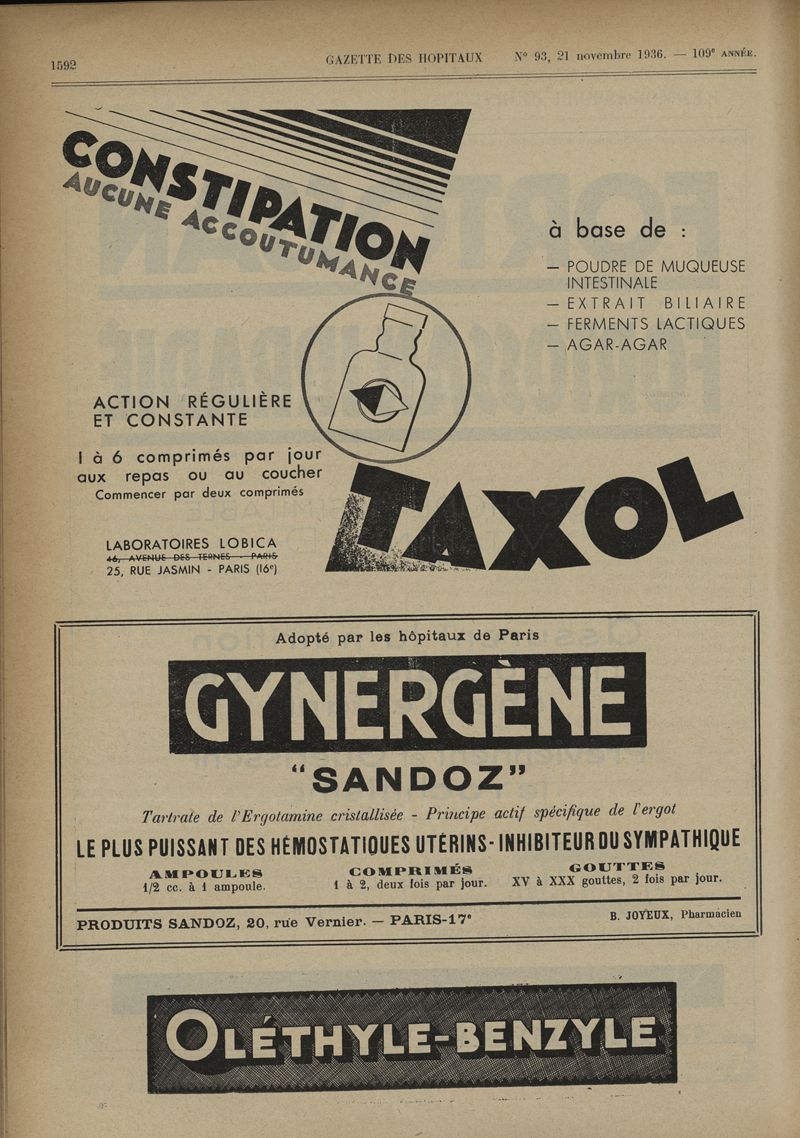 1592
GAZETTE DES HOPITAUX N° 93, 21 novembre 1936. — 109e ANNÉE.
CONSTIPATION
AUCUNE ACCOUTUMANCE
à base de :
— POUDRE DE MUQUEUSE
INTESTINALE
— EXTRAIT BILIAIRE
— FERMENTS LACTIQUES
— AGAR-AGAR
ACTION RÉGULIÈRE
ET CONSTANTE
1 à 6 comprimés par jour
aux repas ou au coucher
Commencer par deux comprimés
TAXOL
LABORATOIRES LOBICA
46, AVENUE DES TERNES - PARIS
25, RUE JASMIN - PARIS (16e)
Adopté par les hôpitaux de Paris
GYNERGÈNE
“SANDOZ”
Tartrate de l'Ergotamine cristallisée - Principe actif spécifique de l'ergot
LE PLUS PUISSANT DES HÉMOSTATIQUES UTÉRINS - INHIBITEUR DU SYMPATHIQUE
AMPOULES COMPRIMÉS GOUTTES
1/2 cc. à 1 ampoule. 1 à 2, deux fois par jour. XV à XXX gouttes, 2 fois par jour.
PRODUITS SANDOZ, 20, rue Vernier. — PARIS-17e B. JOYEUX, Pharmacien
OLÉTHYLE-BENZYLE